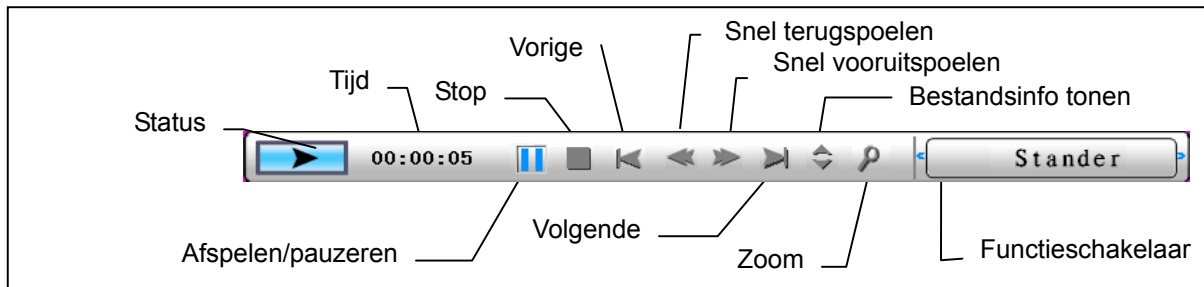 Snel terugspoelen
Vorige
Snel vooruitspoelen
Tijd
Stop
Bestandsinfo tonen
Status
00:00:05
Stander
Volgende
Afspelen/pauzeren
Zoom
Functieschakelaar